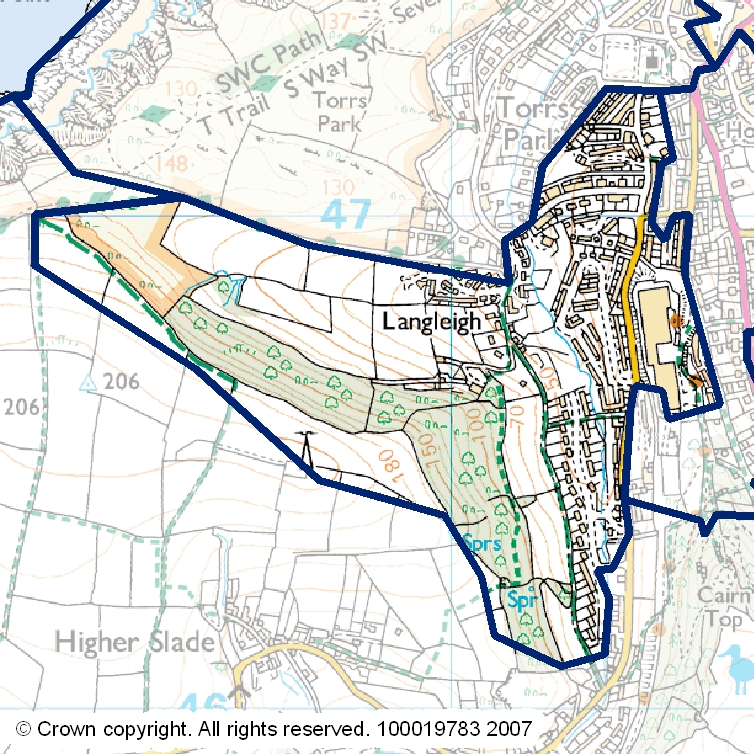 137
Seven
130
SWC Path
S Way SW
T Trail
Torrs
Park
Torrs
Park
148
130
47
Langleigh
206
206
50
70
100
150
180
Sprs
Spr
Cairn
Top
Higher Slade
46
© Crown copyright. All rights reserved. 100019783 2007